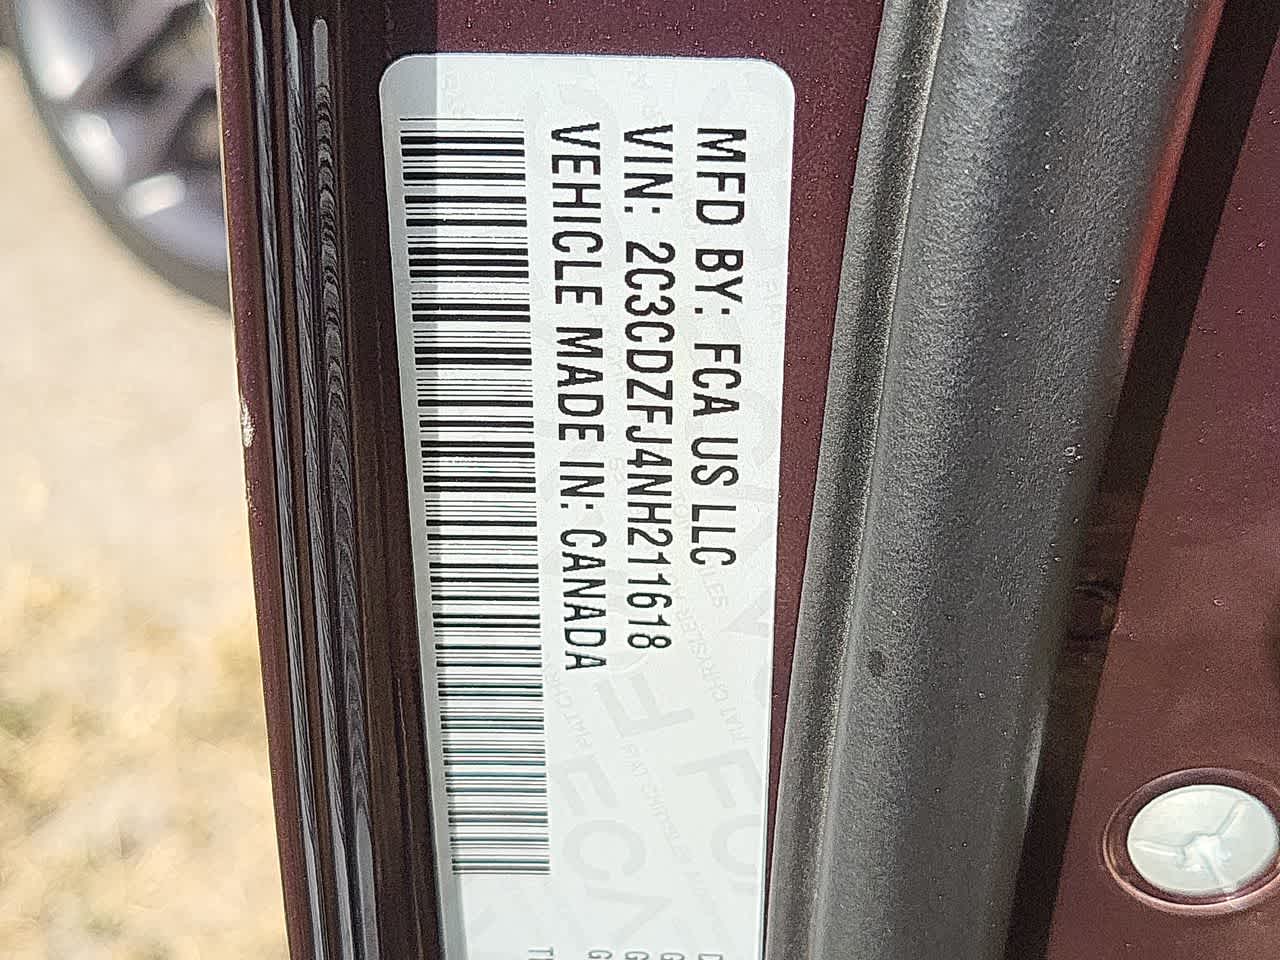 MFD BY: FCA US LLC
VIN: 2C3CDZFJ4NH211618
VEHICLE MADE IN: CANADA